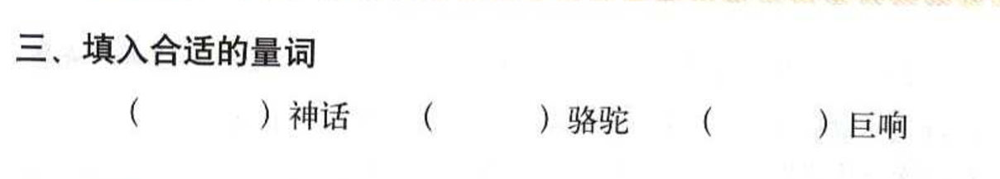 三、填入合适的量词
（　　　）神话　（　　　）骆驼　（　　　）巨响